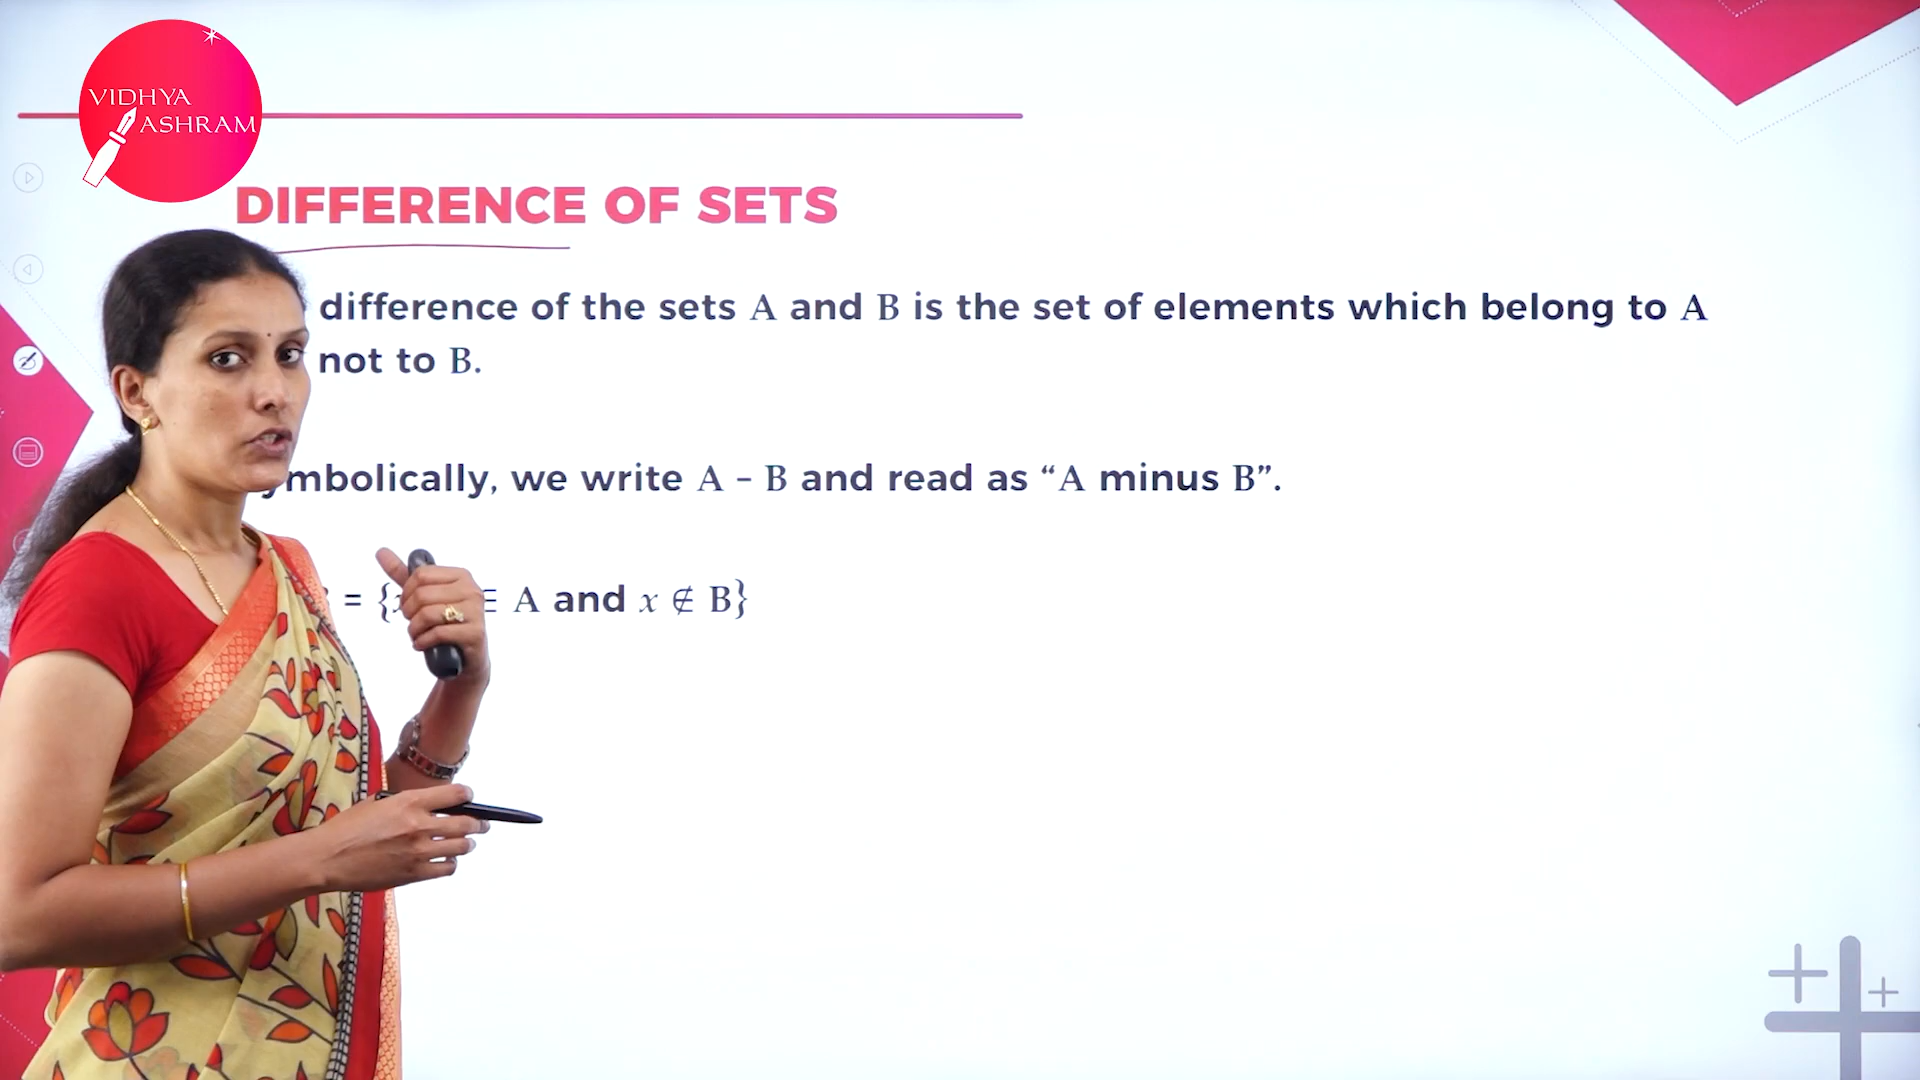 VIDHYA
ASHRAM
DIFFERENCE OF SETS
difference of the sets A and B is the set of elements which belong to A
not to B.
ymbolically, we write A – B and read as “A minus B”.
= {x ∈ A and x ∉ B}